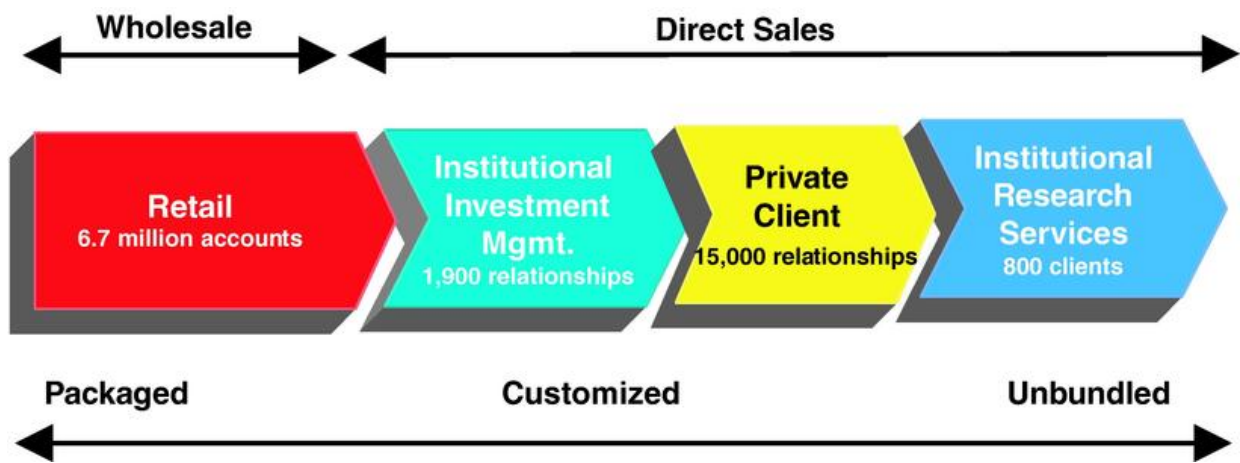 Wholesale
Direct Sales
Retail
6.7 million accounts
Institutional
Investment
Mgmt.
1,900 relationships
Private
Client
15,000 relationships
Institutional
Research
Services
800 clients
Packaged
Customized
Unbundled